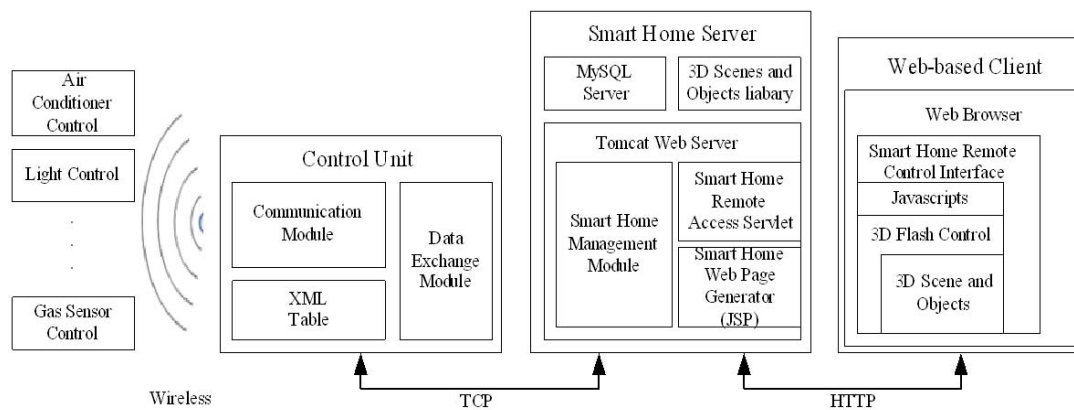 Air
Conditioner
Control
Light Control
Gas Sensor
Control
Wireless
Control Unit
Communication
Module
XML
Table
Data
Exchange
Module
TCP
Smart Home Server
MySQL
Server
3D Scenes and
Objects liabary
Tomcat Web Server
Smart Home
Management
Module
Smart Home
Remote
Access Servlet
Smart Home
Web Page
Generator
(JSP)
HTTP
Web-based Client
Web Browser
Smart Home Remote
Control Interface
Javascripts
3D Flash Control
3D Scene and
Objects